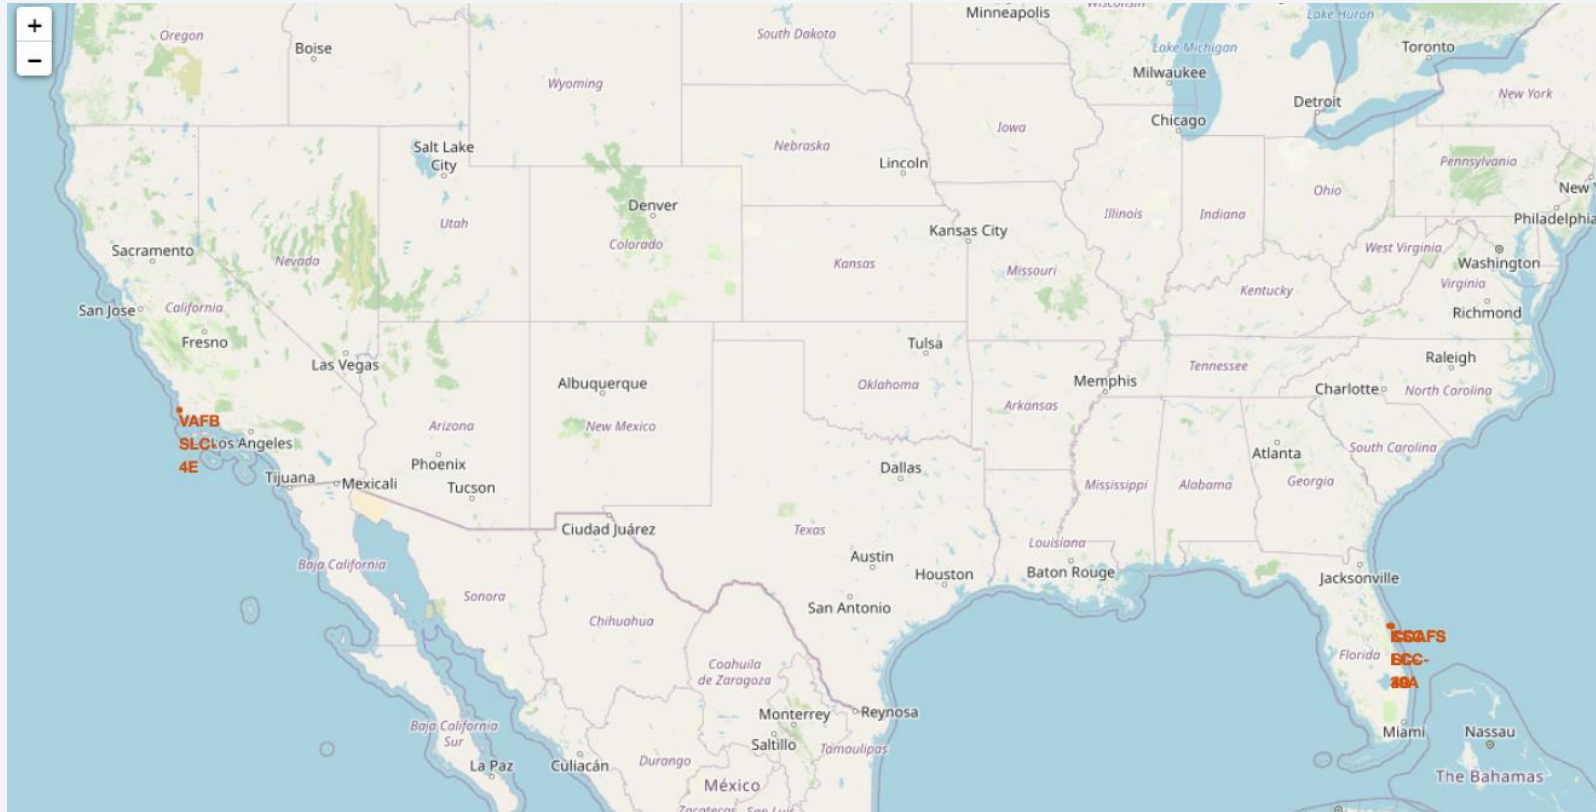 +
−
Oregon
Boise
South Dakota
Minneapolis
Wisconsin
Lake Huron
Toronto
Lake Michigan
Milwaukee
Wyoming
Detroit
New York
Chicago
Iowa
Salt Lake
City
Nebraska
Lincoln
Pennsylvania
Ohio
New
Denver
Utah
Illinois
Indiana
Philadelphia
Kansas City
Colorado
Sacramento
Nevada
Kansas
Missouri
West Virginia
Washington
Virginia
Kentucky
San Jose
California
Richmond
Fresno
Las Vegas
Tulsa
Raleigh
Tennessee
Albuquerque
Oklahoma
Memphis
Charlotte
North Carolina
Arkansas
VAFB
SLC-
4E
Los Angeles
Arizona
New Mexico
South Carolina
Atlanta
Phoenix
Dallas
Tijuana
Mexicali
Tucson
Mississippi
Alabama
Georgia
Ciudad Juárez
Texas
Louisiana
Austin
Baja California
Houston
Baton Rouge
Jacksonville
Sonora
San Antonio
Chihuahua
Florida
Coahuila
de Zaragoza
Monterrey
Reynosa
Baja California
Sur
Miami
Nassau
Saltillo
Tamaulipas
La Paz
Culiacán
Durango
México
The Bahamas
Zacatecas
San Luis